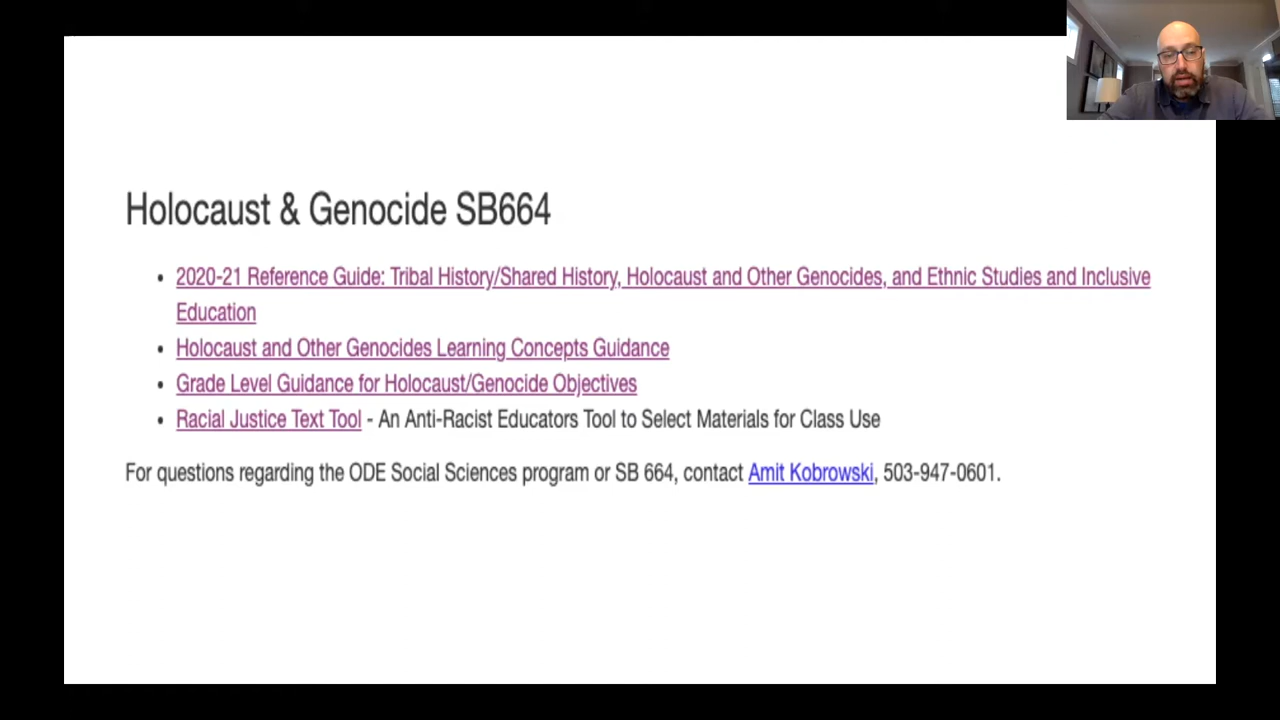 Holocaust & Genocide SB664
• 2020-21 Reference Guide: Tribal History/Shared History, Holocaust and Other Genocides, and Ethnic Studies and Inclusive
Education
• Holocaust and Other Genocides Learning Concepts Guidance
• Grade Level Guidance for Holocaust/Genocide Objectives
• Racial Justice Text Tool - An Anti-Racist Educators Tool to Select Materials for Class Use
For questions regarding the ODE Social Sciences program or SB 664, contact Amit Kobrowski, 503-947-0601.